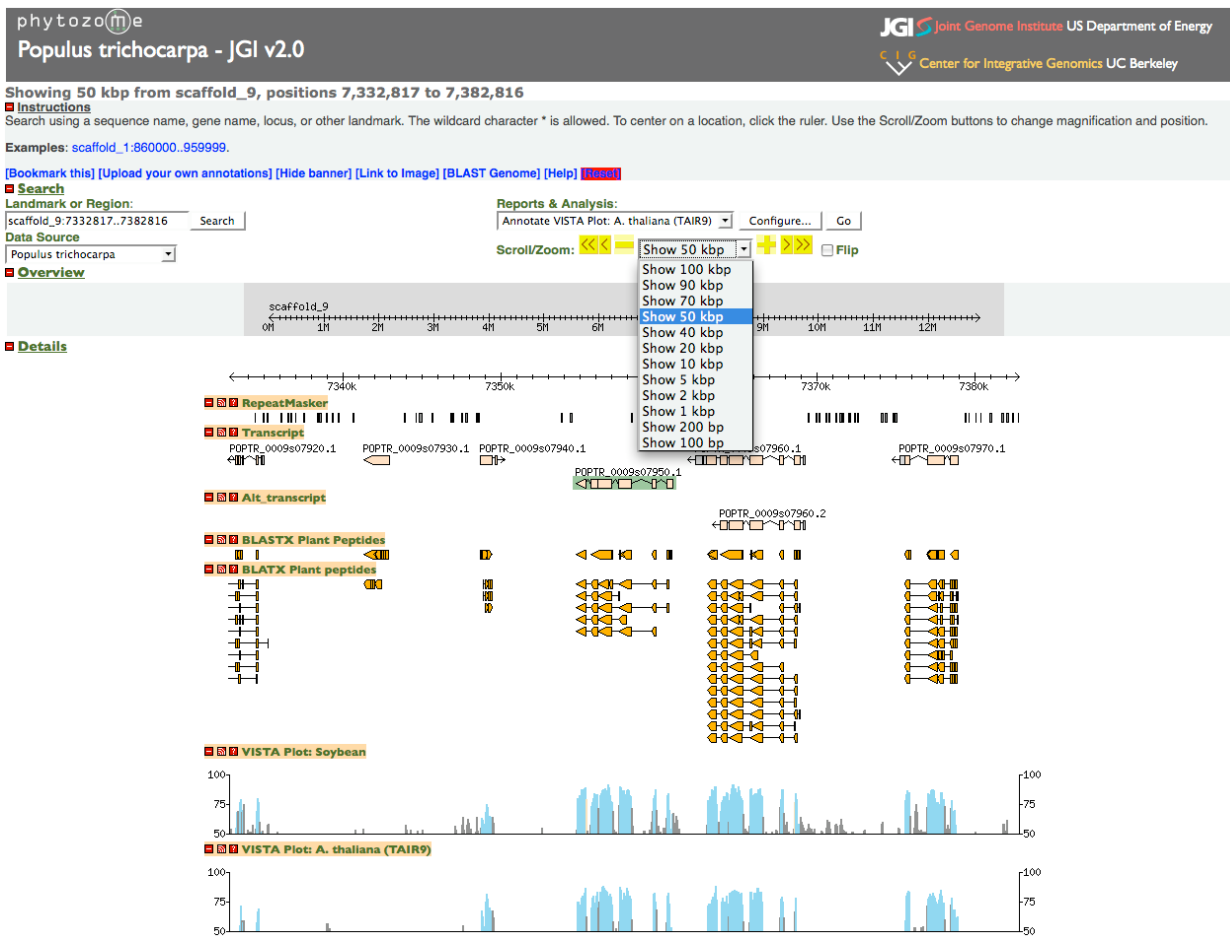 phytozome
Populus trichocarpa - JGI v2.0
JGI Joint Genome Institute US Department of Energy
CIG Center for Integrative Genomics UC Berkeley
Showing 50 kbp from scaffold_9, positions 7,332,817 to 7,382,816
Instructions
Search using a sequence name, gene name, locus, or other landmark. The wildcard character * is allowed. To center on a location, click the ruler. Use the Scroll/Zoom buttons to change magnification and position.
Examples: scaffold_1:860000..959999.
[Bookmark this] [Upload your own annotations] [Hide banner] [Link to Image] [BLAST Genome] [Help] [Reset]
Search
Landmark or Region:
scaffold_9:7332817..7382816 Search
Reports & Analysis:
Annotate VISTA Plot: A. thaliana (TAIR9) Configure... Go
Data Source
Populus trichocarpa
Scroll/Zoom: Show 50 kbp Flip
Show 100 kbp
Show 90 kbp
Show 70 kbp
Show 50 kbp
Show 40 kbp
Show 20 kbp
Show 10 kbp
Show 5 kbp
Show 2 kbp
Show 1 kbp
Show 200 bp
Show 100 bp
Overview
scaffold_9
0M 1M 2M 3M 4M 5M 6M 9M 10M 11M 12M
Details
7340k 7350k 7370k 7380k
RepeatMasker
Transcript
POPTR_0009s07920.1 POPTR_0009s07930.1 POPTR_0009s07940.1 07960.1 POPTR_0009s07970.1
POPTR_0009s07950.1
Alt_transcript
POPTR_0009s07960.2
BLASTX Plant Peptides
BLATX Plant peptides
VISTA Plot: Soybean
100 100
75 75
50 50
VISTA Plot: A. thaliana (TAIR9)
100 100
75 75
50 50